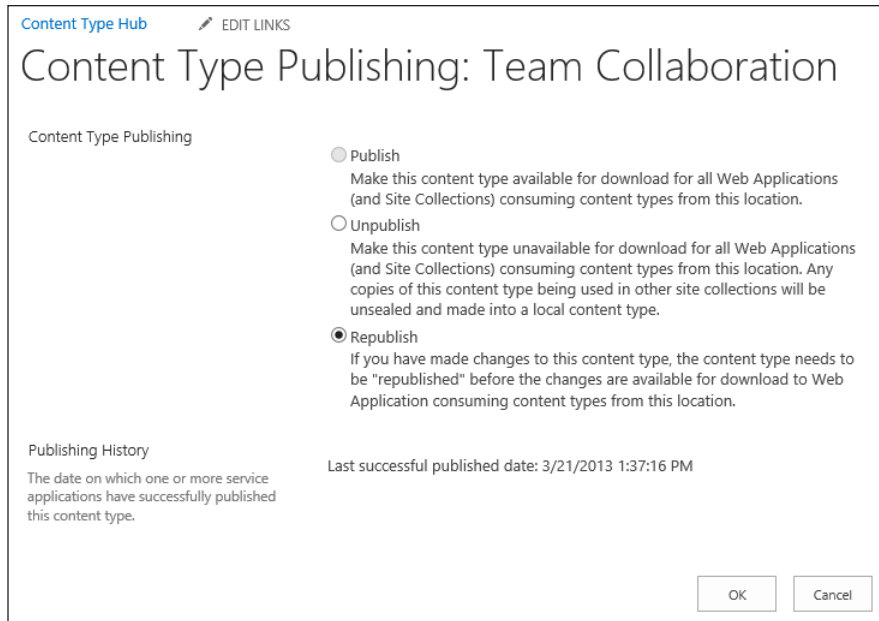 Content Type Hub EDIT LINKS
Content Type Publishing: Team Collaboration
Content Type Publishing
Publish
Make this content type available for download for all Web Applications
(and Site Collections) consuming content types from this location.
Unpublish
Make this content type unavailable for download for all Web Applications
(and Site Collections) consuming content types from this location. Any
copies of this content type being used in other site collections will be
unsealed and made into a local content type.
Republish
If you have made changes to this content type, the content type needs to
be "republished" before the changes are available for download to Web
Application consuming content types from this location.
Publishing History
The date on which one or more service
applications have successfully published
this content type.
Last successful published date: 3/21/2013 1:37:16 PM
OK Cancel